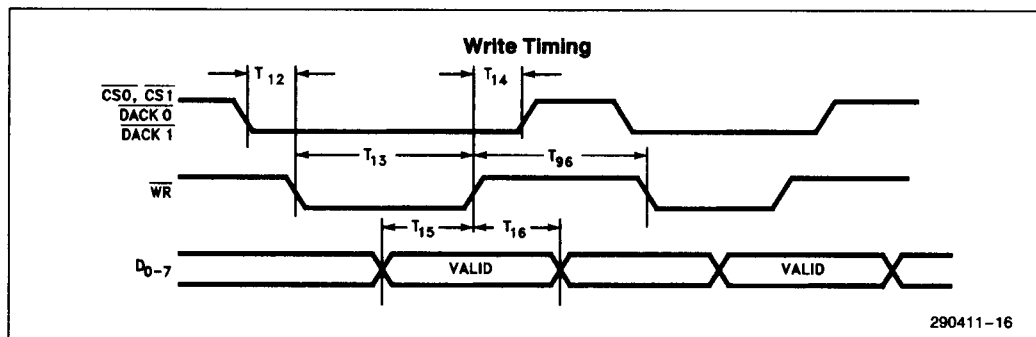 Write Timing
T12
T14
CS0, CS1
DACK 0
DACK 1
T13
T96
WR
T15
T16
D0–7
VALID
VALID
290411–16